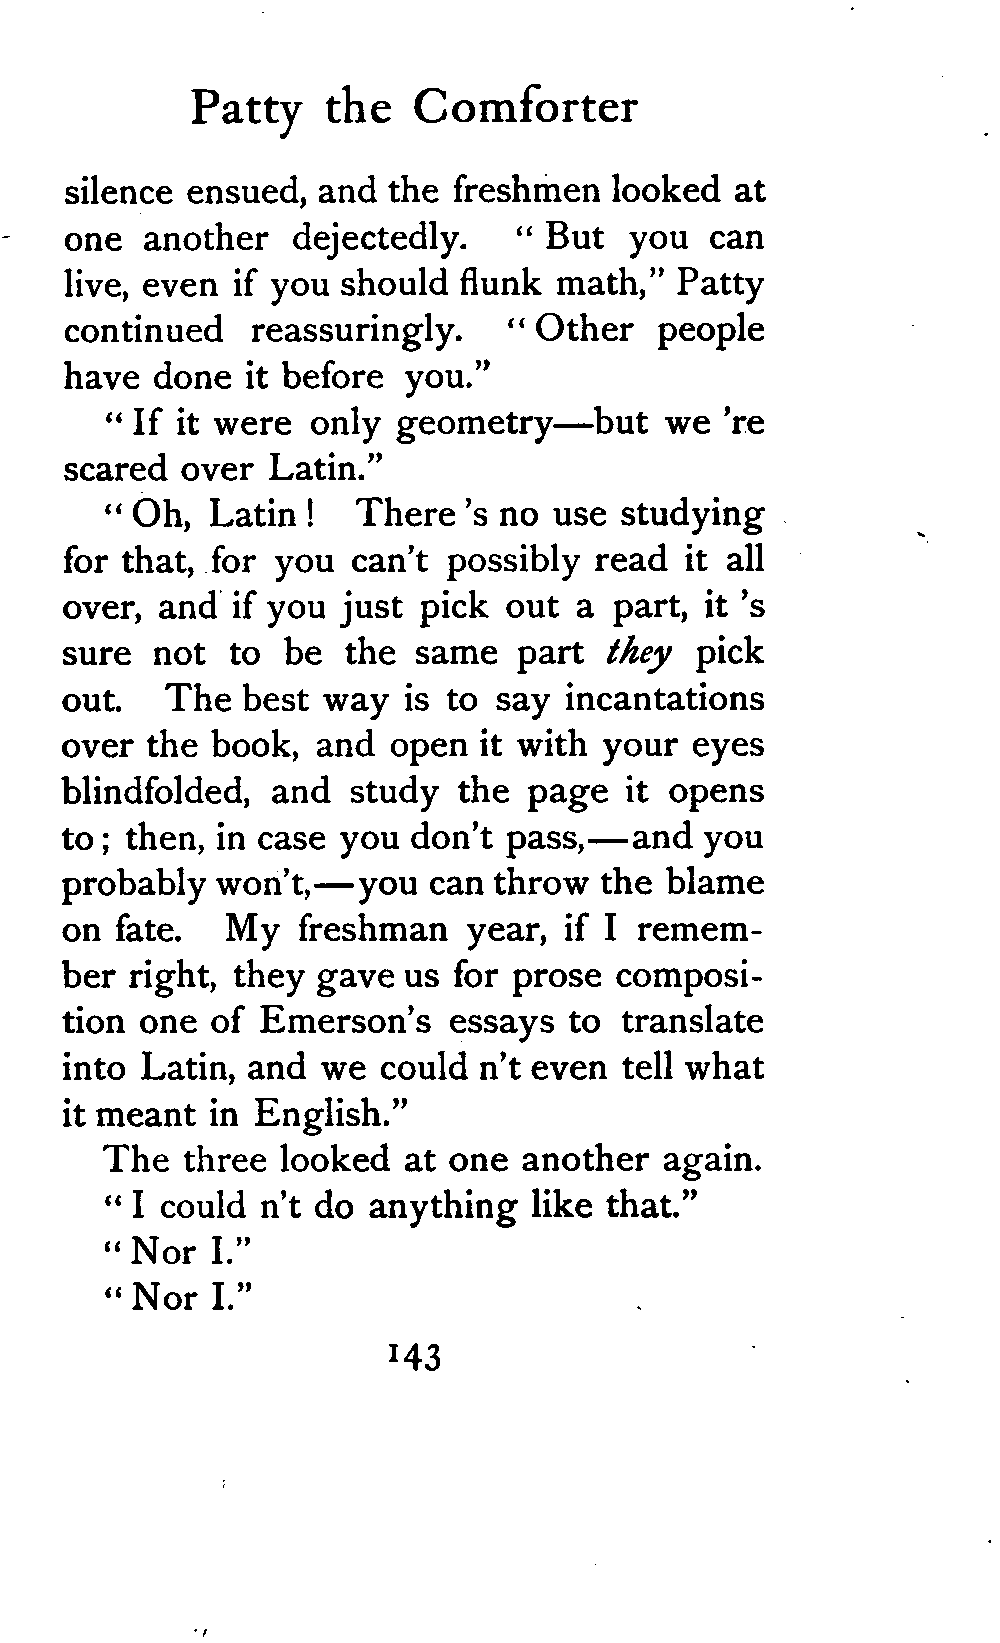 Patty the Comforter
silence ensued, and the freshmen looked at
one another dejectedly. “ But you can
live, even if you should flunk math,” Patty
continued reassuringly. “ Other people
have done it before you.”
“ If it were only geometry—but we 're
scared over Latin.”
“ Oh, Latin ! There 's no use studying
for that, for you can't possibly read it all
over, and if you just pick out a part, it 's
sure not to be the same part they pick
out. The best way is to say incantations
over the book, and open it with your eyes
blindfolded, and study the page it opens
to ; then, in case you don't pass,—and you
probably won't,—you can throw the blame
on fate. My freshman year, if I remem-
ber right, they gave us for prose composi-
tion one of Emerson's essays to translate
into Latin, and we could n't even tell what
it meant in English.”
The three looked at one another again.
“ I could n't do anything like that.”
“ Nor I.”
“ Nor I.”
143